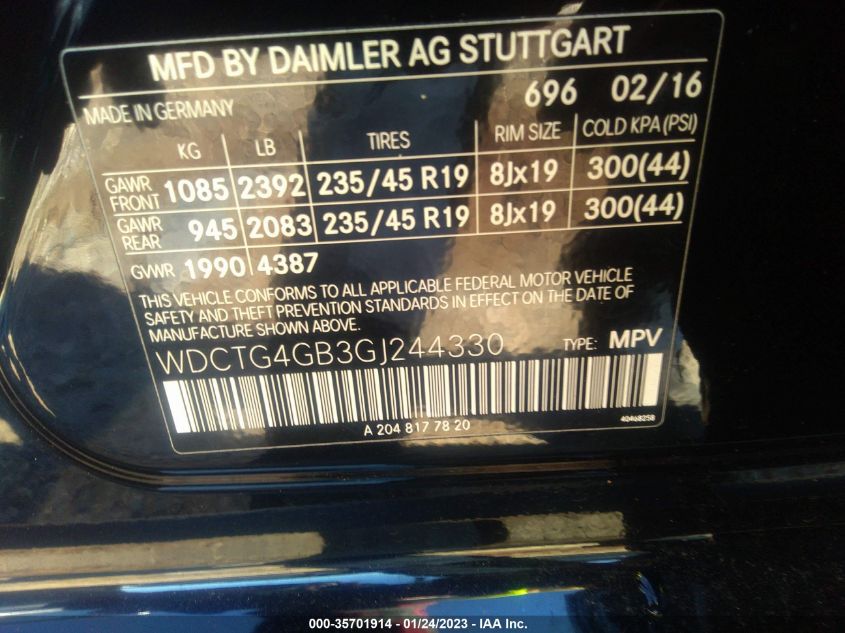 MFD BY DAIMLER AG STUTTGART
MADE IN GERMANY 696 02/16
KG LB TIRES RIM SIZE COLD KPA (PSI)
GAWR FRONT 1085 2392 235/45 R19 8Jx19 300(44)
GAWR REAR 945 2083 235/45 R19 8Jx19 300(44)
GVWR 1990 4387
THIS VEHICLE CONFORMS TO ALL APPLICABLE FEDERAL MOTOR VEHICLE
SAFETY AND THEFT PREVENTION STANDARDS IN EFFECT ON THE DATE OF
MANUFACTURE SHOWN ABOVE.
WDCTG4GB3GJ244330 TYPE: MPV
A 204 817 78 20 40468258
000-35701914 - 01/24/2023 - IAA Inc.